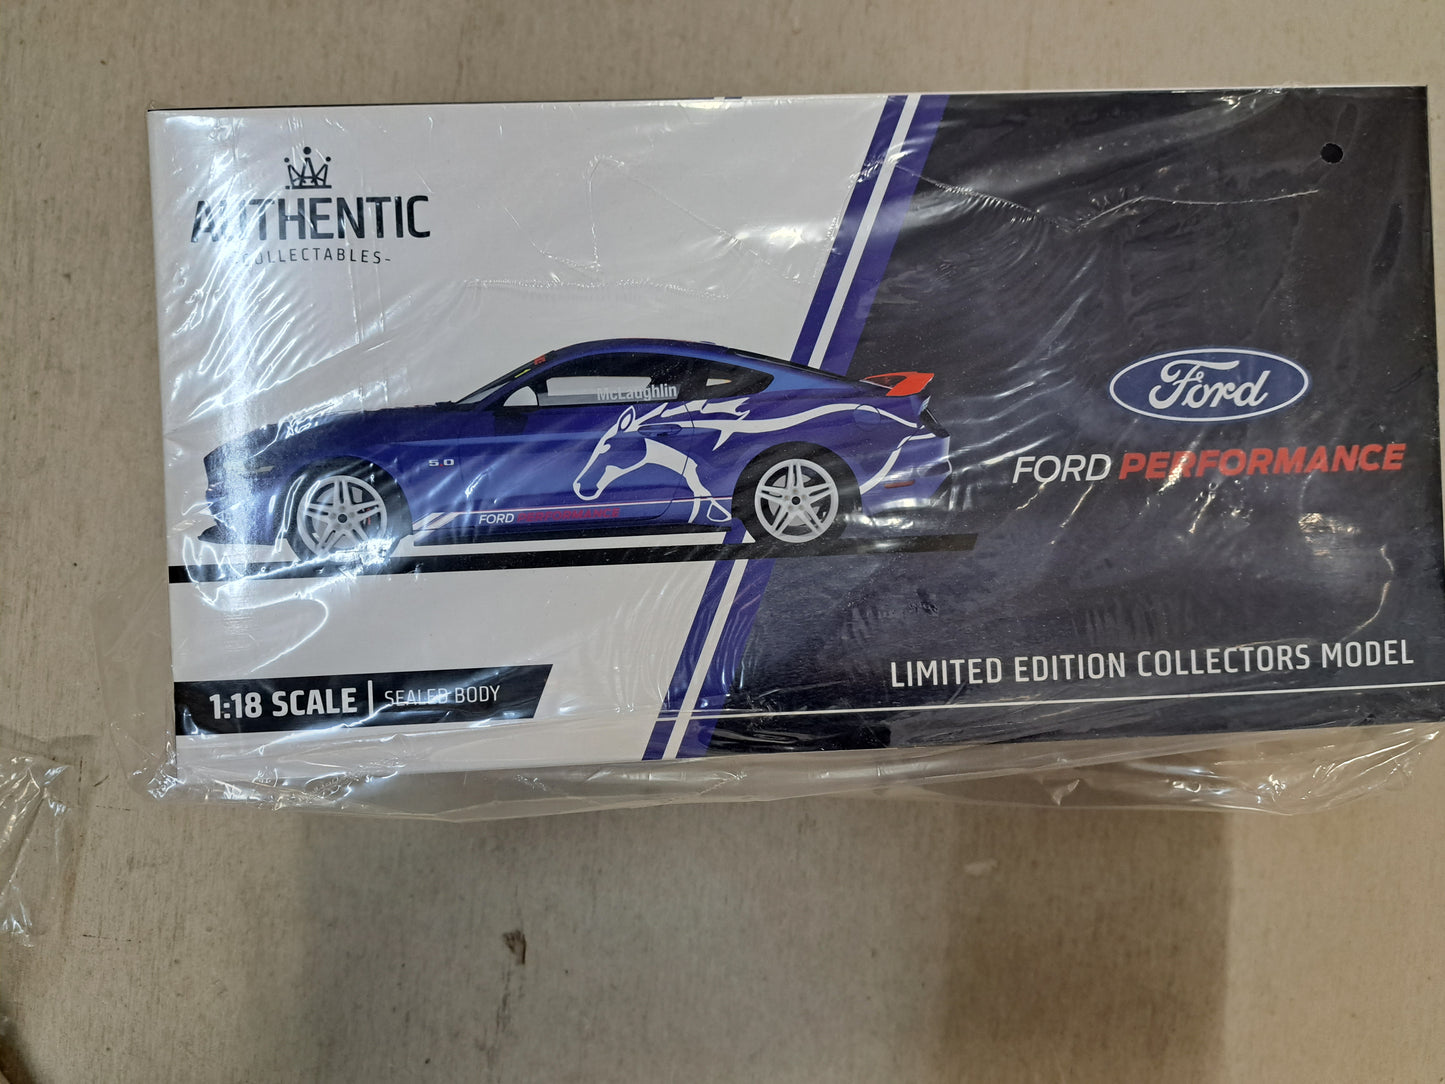 AUTHENTIC
-COLLECTABLES-
McLaughlin
5.0
FORD PERFORMANCE
Ford
FORD PERFORMANCE
LIMITED EDITION COLLECTORS MODEL
1:18 SCALE | SEALED BODY